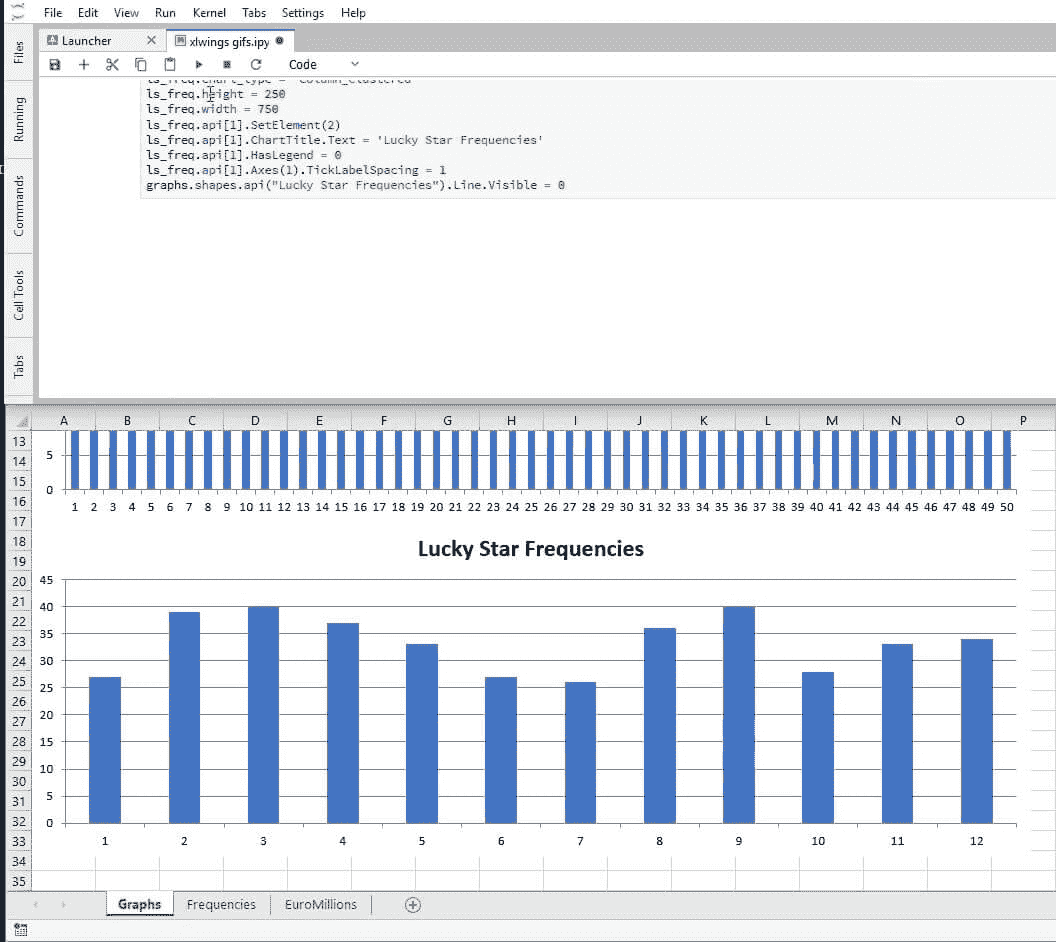 File Edit View Run Kernel Tabs Settings Help
Files
Running
Commands
Cell Tools
Tabs
Launcher
xlwings gifs.ipy
Code
ls_freq.chart_type = 'column_clustered'
ls_freq.height = 250
ls_freq.width = 750
ls_freq.api[1].SetElement(2)
ls_freq.api[1].ChartTitle.Text = 'Lucky Star Frequencies'
ls_freq.api[1].HasLegend = 0
ls_freq.api[1].Axes(1).TickLabelSpacing = 1
graphs.shapes.api("Lucky Star Frequencies").Line.Visible = 0
A B C D E F G H I J K L M N O P
13
14
15
16
17
18
19
20
21
22
23
24
25
26
27
28
29
30
31
32
33
34
35
5
0
1 2 3 4 5 6 7 8 9 10 11 12 13 14 15 16 17 18 19 20 21 22 23 24 25 26 27 28 29 30 31 32 33 34 35 36 37 38 39 40 41 42 43 44 45 46 47 48 49 50
Lucky Star Frequencies
45
40
35
30
25
20
15
10
5
0
1 2 3 4 5 6 7 8 9 10 11 12
Graphs Frequencies EuroMillions